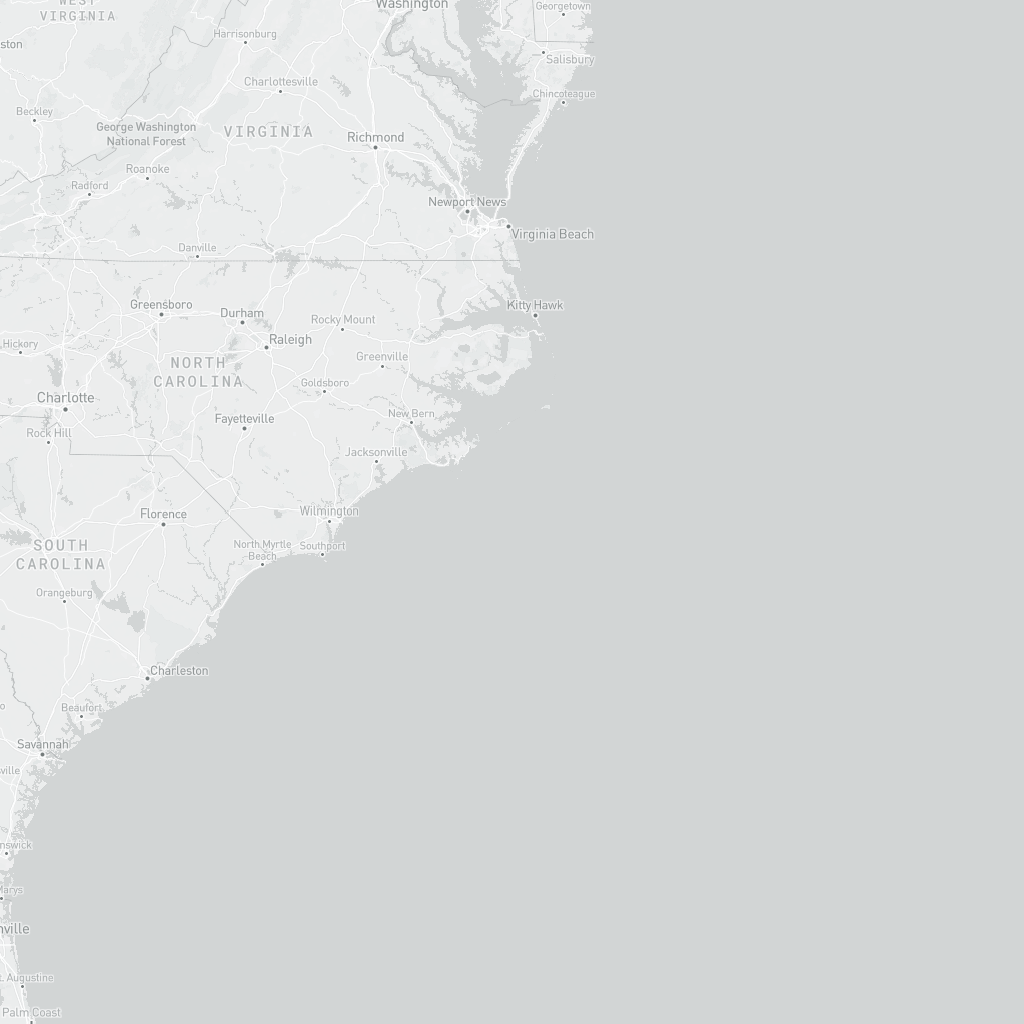 WEST
VIRGINIA
Washington
Georgetown
Harrisonburg
ston
Salisbury
Charlottesville
Chincoteague
Beckley
George Washington
National Forest
VIRGINIA
Richmond
Roanoke
Radford
Newport News
Virginia Beach
Danville
Greensboro
Kitty Hawk
Durham
Rocky Mount
Raleigh
Hickory
Greenville
NORTH
CAROLINA
Goldsboro
Charlotte
New Bern
Fayetteville
Rock Hill
Jacksonville
Wilmington
Florence
North Myrtle
Beach
Southport
SOUTH
CAROLINA
Orangeburg
Charleston
o
Beaufort
Savannah
ville
nswick
Marys
nville
t. Augustine
Palm Coast